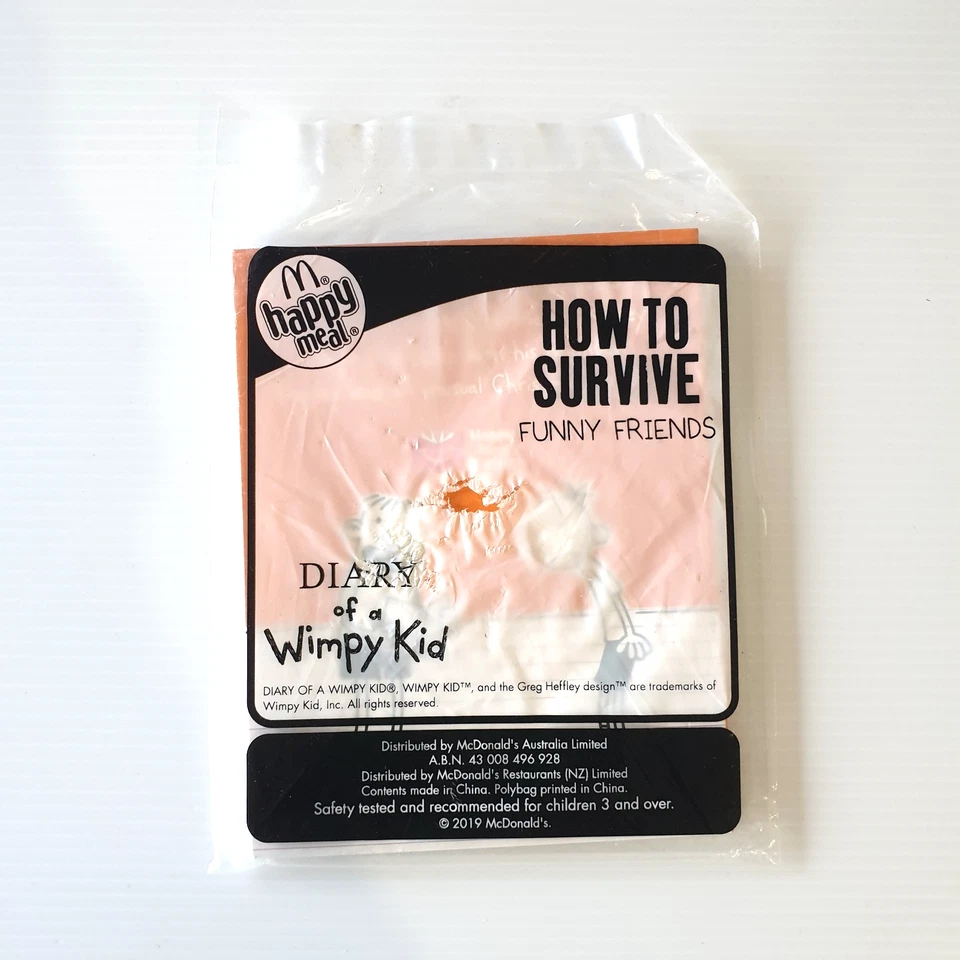 M®
happy
meal®
HOW TO
SURVIVE
FUNNY FRIENDS
DIARY
of a
Wimpy Kid
DIARY OF A WIMPY KID®, WIMPY KID™, and the Greg Heffley design™ are trademarks of
Wimpy Kid, Inc. All rights reserved.
Distributed by McDonald's Australia Limited
A.B.N. 43 008 496 928
Distributed by McDonald's Restaurants (NZ) Limited
Contents made in China. Polybag printed in China.
Safety tested and recommended for children 3 and over.
© 2019 McDonald's.